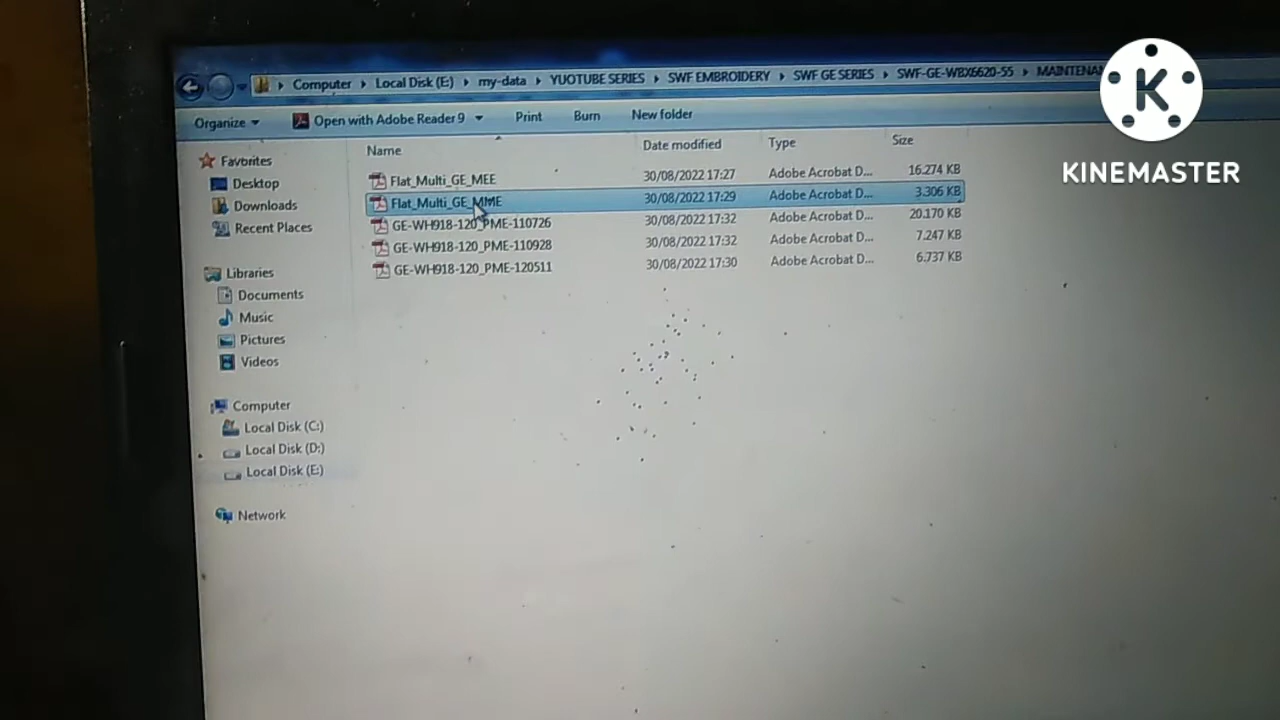 Computer Local Disk (E:) my-data YUOTUBE SERIES SWF EMBROIDERY SWF GE SERIES SWF-GE-WBX6620-55 MAINTENAN
Organize Open with Adobe Reader 9 Print Burn New folder
Name Date modified Type Size
Favorites
Desktop
Downloads
Recent Places
Libraries
Documents
Music
Pictures
Videos
Computer
Local Disk (C:)
Local Disk (D:)
Local Disk (E:)
Network
Flat_Multi_GE_MEE 30/08/2022 17:27 Adobe Acrobat D... 16.274 KB
Flat_Multi_GE_MME 30/08/2022 17:29 Adobe Acrobat D... 3.306 KB
GE-WH918-120_PME-110726 30/08/2022 17:32 Adobe Acrobat D... 20.170 KB
GE-WH918-120_PME-110928 30/08/2022 17:32 Adobe Acrobat D... 7.247 KB
GE-WH918-120_PME-120511 30/08/2022 17:30 Adobe Acrobat D... 6.737 KB
K
KINEMASTER